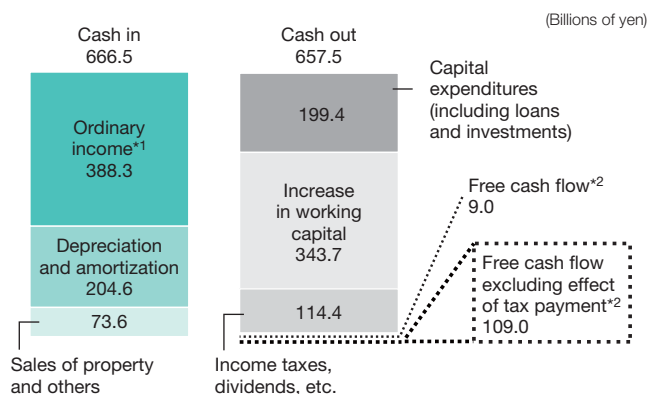 (Billions of yen)
Cash in
666.5
Cash out
657.5
Ordinary
income*1
388.3
Depreciation
and amortization
204.6
73.6
Sales of property
and others
199.4
Capital
expenditures
(including loans
and investments)
Increase
in working
capital
343.7
114.4
Income taxes,
dividends, etc.
Free cash flow*2
9.0
Free cash flow
excluding effect
of tax payment*2
109.0